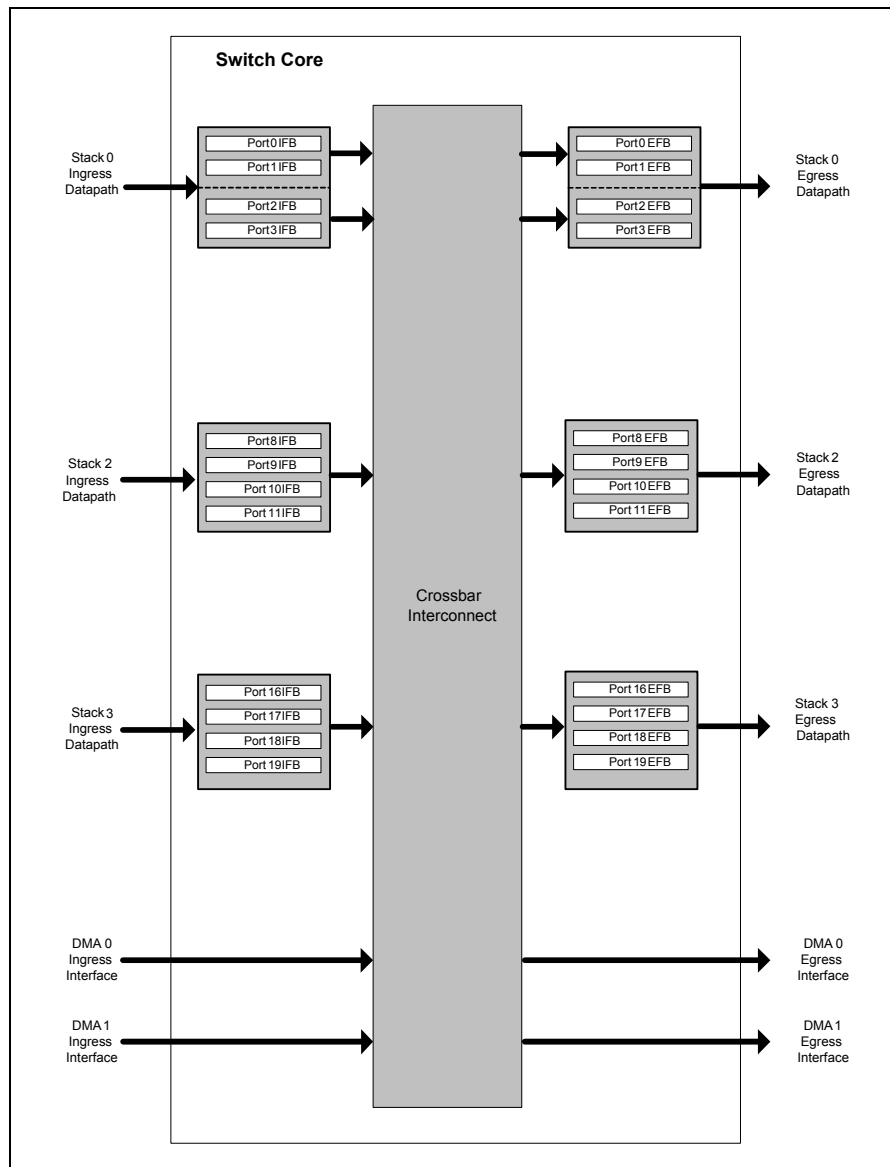 Switch Core
Stack 0
Ingress
Datapath
Port0 IFB
Port1 IFB
Port2 IFB
Port3 IFB
Port0 EFB
Port1 EFB
Port2 EFB
Port3 EFB
Stack 0
Egress
Datapath
Stack 2
Ingress
Datapath
Port8 IFB
Port9 IFB
Port 10 IFB
Port 11 IFB
Port8 EFB
Port9 EFB
Port 10 EFB
Port 11 EFB
Stack 2
Egress
Datapath
Crossbar
Interconnect
Stack 3
Ingress
Datapath
Port 16 IFB
Port 17 IFB
Port 18 IFB
Port 19 IFB
Port 16 EFB
Port 17 EFB
Port 18 EFB
Port 19 EFB
Stack 3
Egress
Datapath
DMA 0
Ingress
Interface
DMA 0
Egress
Interface
DMA 1
Ingress
Interface
DMA 1
Egress
Interface